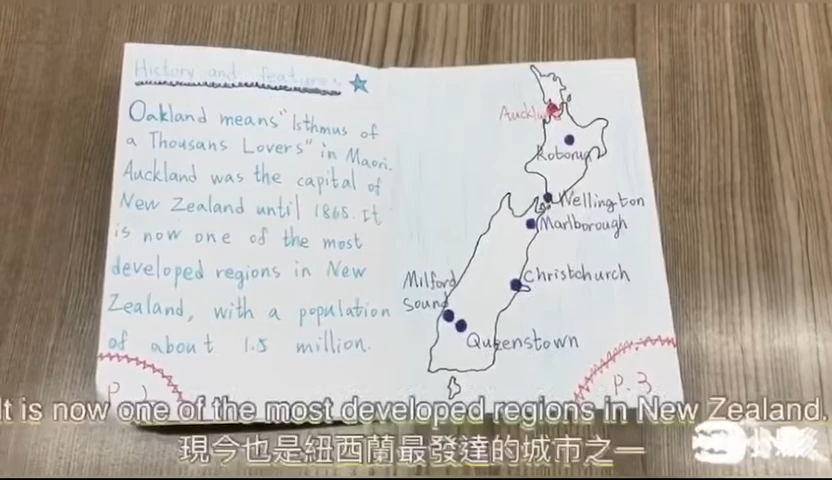 History and features
Oakland means "Isthmus of
a Thousans Lovers" in Maori.
Auckland was the capital of
New Zealand until 1865. It
is now one of the most
developed regions in New
Zealand, with a population
of about 1.5 million.
Auckland
Wellington
Marlborough
Christchurch
Milford
Sound
Queenstown
P.3
It is now one of the most developed regions in New Zealand.
現今也是紐西蘭最發達的城市之一